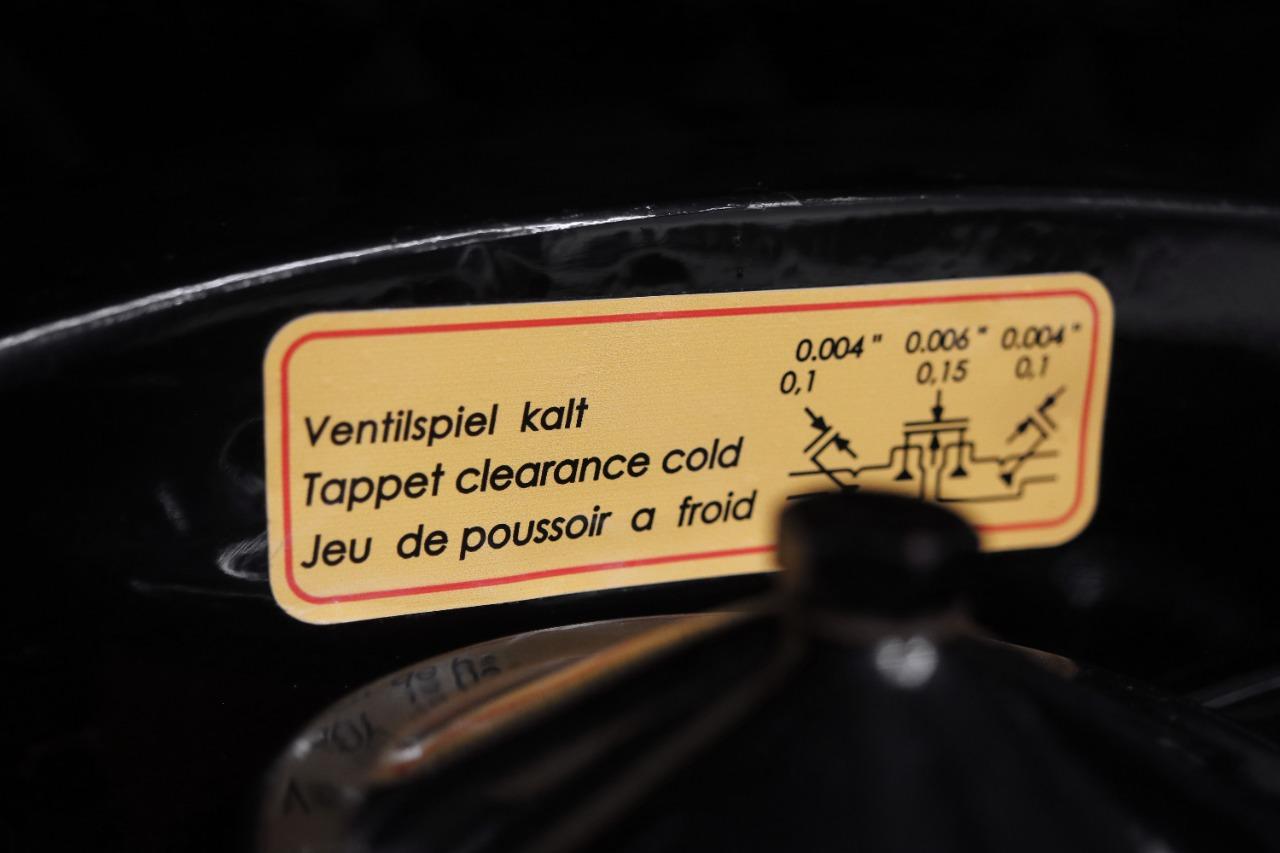 0.004 " 0.006 " 0.004 "
0,1 0,15 0,1
Ventilspiel kalt
Tappet clearance cold
Jeu de poussoir a froid